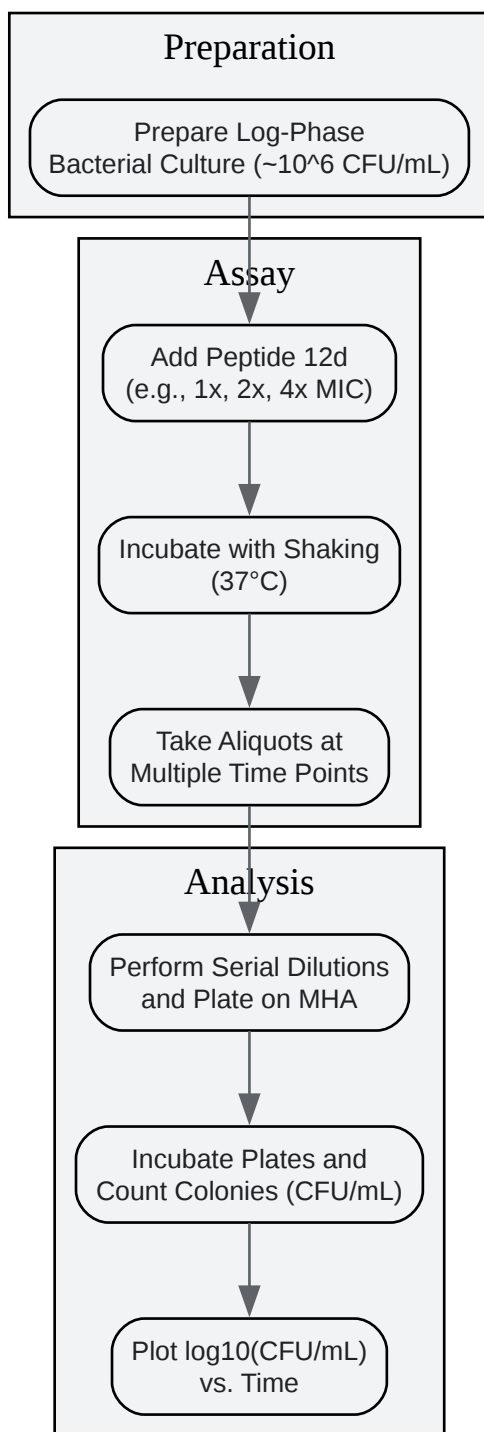 Preparation
Prepare Log-Phase
Bacterial Culture (~10^6 CFU/mL)
Assay
Add Peptide 12d
(e.g., 1x, 2x, 4x MIC)
Incubate with Shaking
(37°C)
Take Aliquots at
Multiple Time Points
Analysis
Perform Serial Dilutions
and Plate on MHA
Incubate Plates and
Count Colonies (CFU/mL)
Plot log10(CFU/mL)
vs. Time